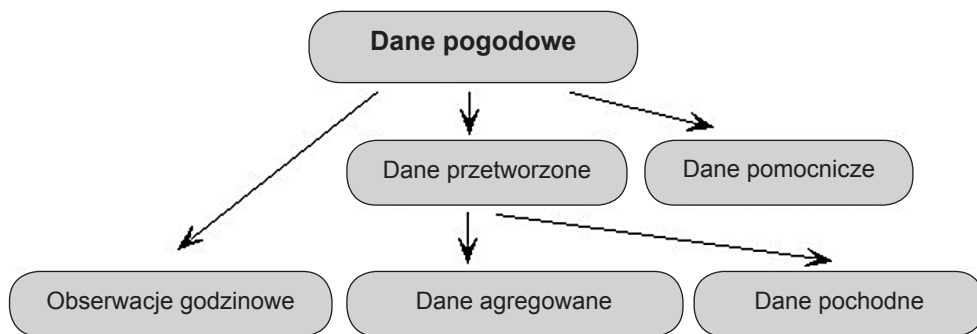 Dane pogodowe
Dane przetworzone
Dane pomocnicze
Obserwacje godzinowe
Dane agregowane
Dane pochodne